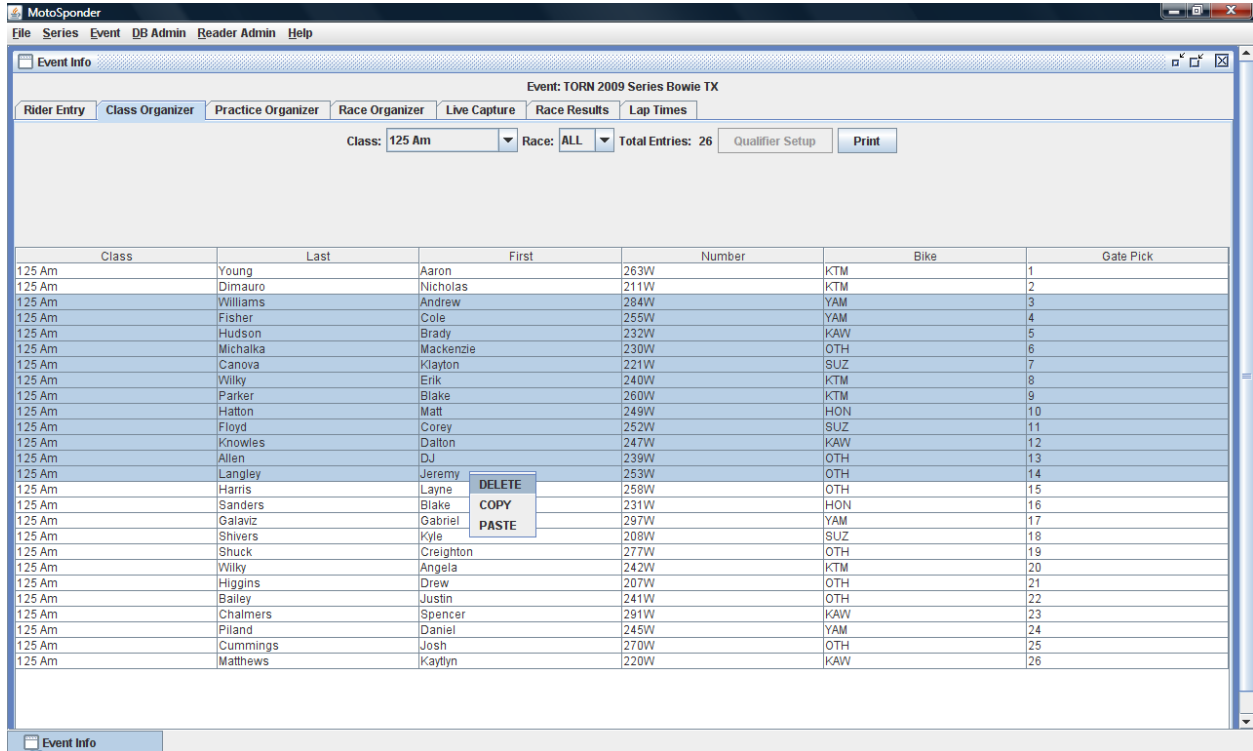 MotoSponder
File Series Event DB Admin Reader Admin Help
Event Info
Event: TORN 2009 Series Bowie TX
Rider Entry Class Organizer Practice Organizer Race Organizer Live Capture Race Results Lap Times
Class: 125 Am Race: ALL Total Entries: 26 Qualifier Setup Print
Class Last First Number Bike Gate Pick
125 Am Young Aaron 263W KTM 1
125 Am Dimauro Nicholas 211W KTM 2
125 Am Williams Andrew 284W YAM 3
125 Am Fisher Cole 255W YAM 4
125 Am Hudson Brady 232W KAW 5
125 Am Michalka Mackenzie 230W OTH 6
125 Am Canova Klayton 221W SUZ 7
125 Am Wilky Erik 240W KTM 8
125 Am Parker Blake 260W KTM 9
125 Am Hatton Matt 249W HON 10
125 Am Floyd Corey 252W SUZ 11
125 Am Knowles Dalton 247W KAW 12
125 Am Allen DJ 239W OTH 13
125 Am Langley Jeremy 253W OTH 14
125 Am Harris Layne 258W OTH 15
125 Am Sanders Blake 231W HON 16
125 Am Galaviz Gabriel 297W YAM 17
125 Am Shivers Kyle 208W SUZ 18
125 Am Shuck Creighton 277W OTH 19
125 Am Wilky Angela 242W KTM 20
125 Am Higgins Drew 207W OTH 21
125 Am Bailey Justin 241W OTH 22
125 Am Chalmers Spencer 291W KAW 23
125 Am Piland Daniel 245W YAM 24
125 Am Cummings Josh 270W OTH 25
125 Am Matthews Kaytlyn 220W KAW 26
DELETE
COPY
PASTE
Event Info